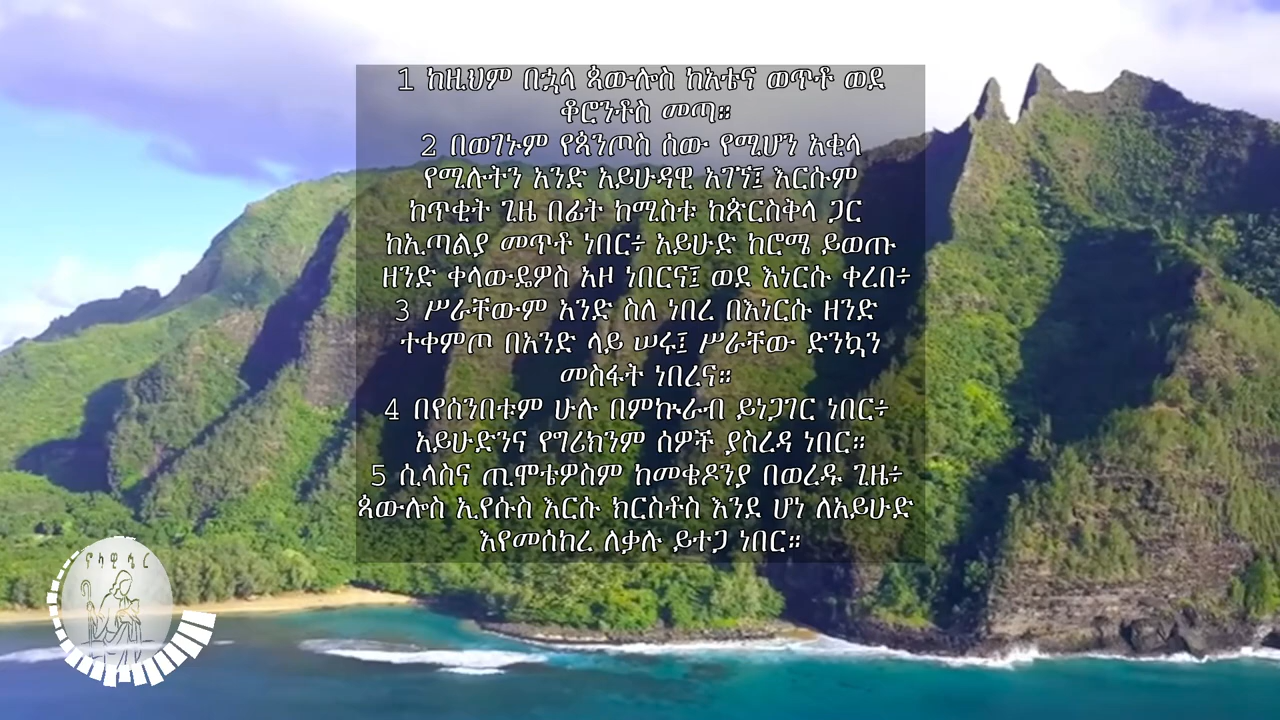 1 ከዚህም በኋላ ጳውሎስ ከአቴና ወጥቶ ወደ
ቆሮንቶስ መጣ።
2 በወገኑም የጳንጦስ ሰው የሚሆን አቂላ
የሚሉትን አንድ አይሁዳዊ አገኘ፤ እርሱም
ከጥቂት ጊዜ በፊት ከሚስቱ ከጵርስቅላ ጋር
ከኢጣልያ መጥቶ ነበር፥ አይሁድ ከሮሜ ይወጡ
ዘንድ ቀላውዴዎስ አዞ ነበርና፤ ወደ እነርሱ ቀረበ፥
3 ሥራቸውም አንድ ስለ ነበረ በእነርሱ ዘንድ
ተቀምጦ በአንድ ላይ ሠሩ፤ ሥራቸው ድንኳን
መስፋት ነበረና።
4 በየሰንበቱም ሁሉ በምኵራብ ይነጋገር ነበር፥
አይሁድንና የግሪክንም ሰዎች ያስረዳ ነበር።
5 ሲላስና ጢሞቴዎስም ከመቄዶንያ በወረዱ ጊዜ፥
ጳውሎስ ኢየሱስ እርሱ ክርስቶስ እንደ ሆነ ለአይሁድ
እየመሰከረ ለቃሉ ይተጋ ነበር።